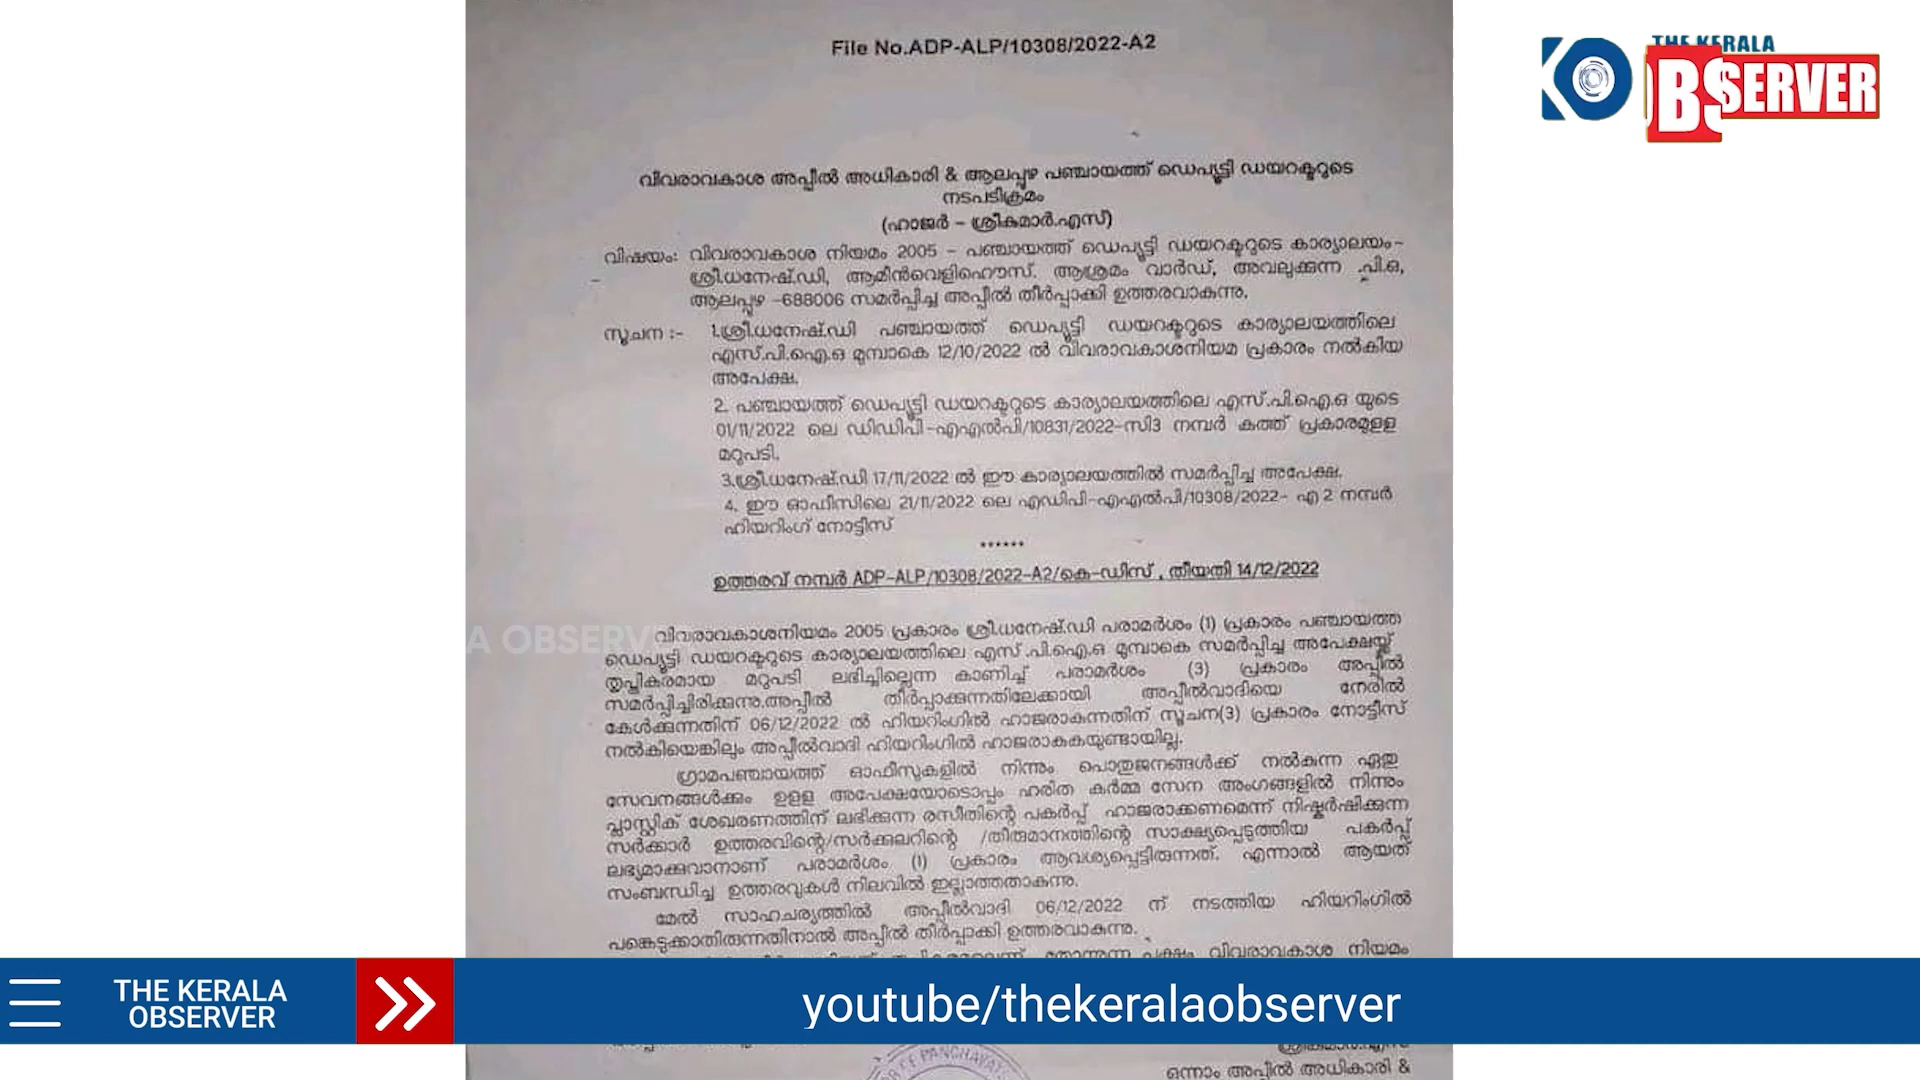 File No.ADP-ALP/10308/2022-A2
THE KERALA
OBSERVER
വിവരാവകാശ അപ്പീൽ അധികാരി & ആലപ്പുഴ പഞ്ചായത്ത് ഡെപ്യൂട്ടി ഡയറക്ടറുടെ
നടപടിക്രമം
(ഹാജർ - ശ്രീകുമാർ.എസ്)
വിഷയം: വിവരാവകാശ നിയമം 2005 - പഞ്ചായത്ത് ഡെപ്യൂട്ടി ഡയറക്ടറുടെ കാര്യാലയം-
ശ്രീ.ധനേഷ്.ഡി, ആമിൻവെളിഹൌസ്. ആശ്രമം വാർഡ്, അവലുക്കുന്ന പി.ഒ,
ആലപ്പുഴ -688006 സമർപ്പിച്ച അപ്പീൽ തീർപ്പാക്കി ഉത്തരവാകുന്നു.
സൂചന :- 1.ശ്രീ.ധനേഷ്.ഡി പഞ്ചായത്ത് ഡെപ്യൂട്ടി ഡയറക്ടറുടെ കാര്യാലയത്തിലെ
എസ്.പി.ഐ.ഒ മുമ്പാകെ 12/10/2022 ൽ വിവരാവകാശനിയമ പ്രകാരം നൽകിയ
അപേക്ഷ.
2. പഞ്ചായത്ത് ഡെപ്യൂട്ടി ഡയറക്ടറുടെ കാര്യാലയത്തിലെ എസ്.പി.ഐ.ഒ യുടെ
01/11/2022 ലെ ഡിഡിപി-എഎൽപി/10831/2022-സി3 നമ്പർ കത്ത് പ്രകാരമുളള
മറുപടി.
3.ശ്രീ.ധനേഷ്.ഡി 17/11/2022 ൽ ഈ കാര്യാലയത്തിൽ സമർപ്പിച്ച അപേക്ഷ.
4. ഈ ഓഫീസിലെ 21/11/2022 ലെ എഡിപി-എഎൽപി/10308/2022- എ 2 നമ്പർ
ഹിയറിംഗ് നോട്ടീസ്
******
ഉത്തരവ് നമ്പർ ADP-ALP/10308/2022-A2/കെ-ഡിസ് , തീയതി 14/12/2022
വിവരാവകാശനിയമം 2005 പ്രകാരം ശ്രീ.ധനേഷ്.ഡി പരാമർശം (1) പ്രകാരം പഞ്ചായത്ത
ഡെപ്യൂട്ടി ഡയറക്ടറുടെ കാര്യാലയത്തിലെ എസ് .പി.ഐ.ഒ മുമ്പാകെ സമർപ്പിച്ച അപേക്ഷയ്ക്ക്
തൃപ്തികരമായ മറുപടി ലഭിച്ചില്ലെന്ന കാണിച്ച് പരാമർശം (3) പ്രകാരം അപ്പീൽ
സമർപ്പിച്ചിരിക്കുന്നു.അപ്പീൽ തീർപ്പാക്കുന്നതിലേക്കായി അപ്പീൽവാദിയെ നേരിൽ
കേൾക്കുന്നതിന് 06/12/2022 ൽ ഹിയറിംഗിൽ ഹാജരാകുന്നതിന് സൂചന(3) പ്രകാരം നോട്ടീസ്
നൽകിയെങ്കിലും അപ്പീൽവാദി ഹിയറിംഗിൽ ഹാജരാകുകയുണ്ടായില്ല.
ഗ്രാമപഞ്ചായത്ത് ഓഫീസുകളിൽ നിന്നും പൊതുജനങ്ങൾക്ക് നൽകുന്ന ഏതു
സേവനങ്ങൾക്കും ഉളള അപേക്ഷയോടൊപ്പം ഹരിത കർമ്മ സേന അംഗങ്ങളിൽ നിന്നും
പ്ലാസ്റ്റിക് ശേഖരണത്തിന് ലഭിക്കുന്ന രസീതിന്റെ പകർപ്പ് ഹാജരാക്കണമെന്ന് നിഷ്കർഷിക്കുന്ന
സർക്കാർ ഉത്തരവിന്റെ/സർക്കുലറിന്റെ /തീരുമാനത്തിന്റെ സാക്ഷ്യപ്പെടുത്തിയ പകർപ്പ്
ലഭ്യമാക്കുവാനാണ് പരാമർശം (1) പ്രകാരം ആവശ്യപ്പെട്ടിരുന്നത്. എന്നാൽ ആയത്
സംബന്ധിച്ച ഉത്തരവുകൾ നിലവിൽ ഇല്ലാത്തതാകുന്നു.
മേൽ സാഹചര്യത്തിൽ അപ്പീൽവാദി 06/12/2022 ന് നടത്തിയ ഹിയറിംഗിൽ
പങ്കെടുക്കാതിരുന്നതിനാൽ അപ്പീൽ തീർപ്പാക്കി ഉത്തരവാകുന്നു.
തോന്നുന്ന പക്ഷം വിവരാവകാശ നിയമം
THE KERALA
OBSERVER
youtube/thekeralaobserver
ശ്രീകുമാർ.എസ്
ഒന്നാം അപ്പീൽ അധികാരി &